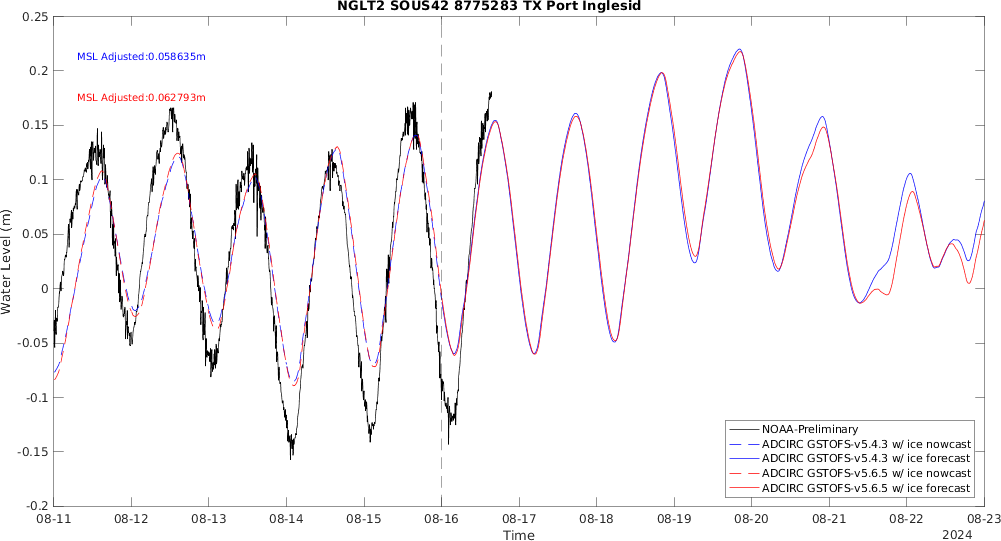 NGLT2 SOUS42 8775283 TX Port Inglesid
MSL Adjusted:0.058635m
MSL Adjusted:0.062793m
Water Level (m)
0.25
0.2
0.15
0.1
0.05
0
-0.05
-0.1
-0.15
-0.2
NOAA-Preliminary
ADCIRC GSTOFS-v5.4.3 w/ ice nowcast
ADCIRC GSTOFS-v5.4.3 w/ ice forecast
ADCIRC GSTOFS-v5.6.5 w/ ice nowcast
ADCIRC GSTOFS-v5.6.5 w/ ice forecast
08-11 08-12 08-13 08-14 08-15 08-16 08-17 08-18 08-19 08-20 08-21 08-22 08-23
Time
2024